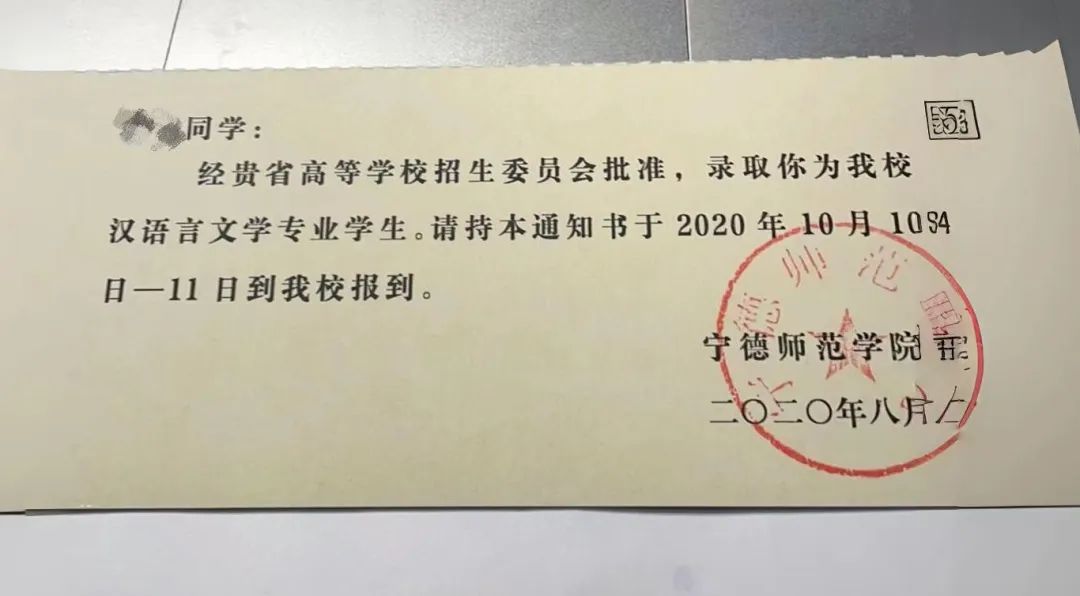 同学：
经贵省高等学校招生委员会批准，录取你为我校
汉语言文学专业学生。请持本通知书于 2020 年 10 月 10
日—11 日到我校报到。
宁德师范学院
二〇二〇年八月
德师范